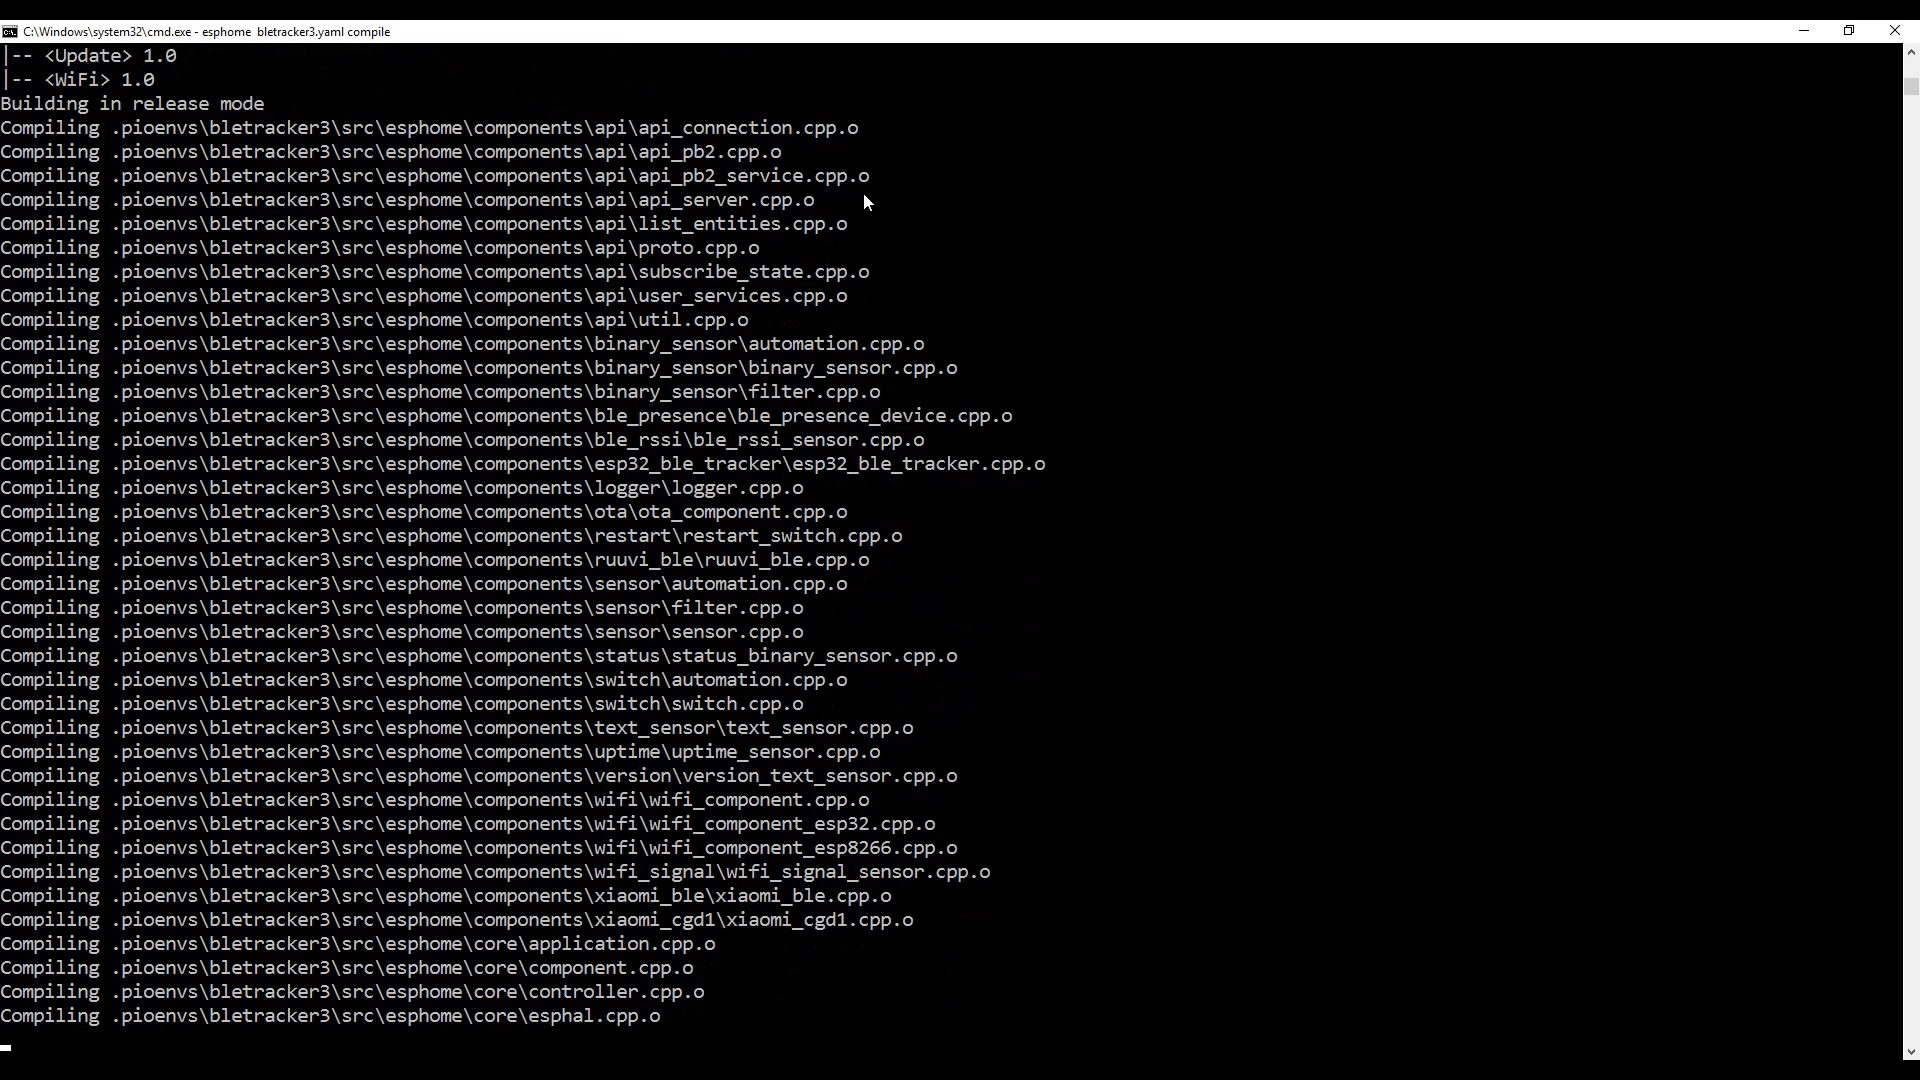 C:\Windows\system32\cmd.exe - esphome  bletracker3.yaml compile
|-- <Update> 1.0
|-- <WiFi> 1.0
Building in release mode
Compiling .pioenvs\bletracker3\src\esphome\components\api\api_connection.cpp.o
Compiling .pioenvs\bletracker3\src\esphome\components\api\api_pb2.cpp.o
Compiling .pioenvs\bletracker3\src\esphome\components\api\api_pb2_service.cpp.o
Compiling .pioenvs\bletracker3\src\esphome\components\api\api_server.cpp.o
Compiling .pioenvs\bletracker3\src\esphome\components\api\list_entities.cpp.o
Compiling .pioenvs\bletracker3\src\esphome\components\api\proto.cpp.o
Compiling .pioenvs\bletracker3\src\esphome\components\api\subscribe_state.cpp.o
Compiling .pioenvs\bletracker3\src\esphome\components\api\user_services.cpp.o
Compiling .pioenvs\bletracker3\src\esphome\components\api\util.cpp.o
Compiling .pioenvs\bletracker3\src\esphome\components\binary_sensor\automation.cpp.o
Compiling .pioenvs\bletracker3\src\esphome\components\binary_sensor\binary_sensor.cpp.o
Compiling .pioenvs\bletracker3\src\esphome\components\binary_sensor\filter.cpp.o
Compiling .pioenvs\bletracker3\src\esphome\components\ble_presence\ble_presence_device.cpp.o
Compiling .pioenvs\bletracker3\src\esphome\components\ble_rssi\ble_rssi_sensor.cpp.o
Compiling .pioenvs\bletracker3\src\esphome\components\esp32_ble_tracker\esp32_ble_tracker.cpp.o
Compiling .pioenvs\bletracker3\src\esphome\components\logger\logger.cpp.o
Compiling .pioenvs\bletracker3\src\esphome\components\ota\ota_component.cpp.o
Compiling .pioenvs\bletracker3\src\esphome\components\restart\restart_switch.cpp.o
Compiling .pioenvs\bletracker3\src\esphome\components\ruuvi_ble\ruuvi_ble.cpp.o
Compiling .pioenvs\bletracker3\src\esphome\components\sensor\automation.cpp.o
Compiling .pioenvs\bletracker3\src\esphome\components\sensor\filter.cpp.o
Compiling .pioenvs\bletracker3\src\esphome\components\sensor\sensor.cpp.o
Compiling .pioenvs\bletracker3\src\esphome\components\status\status_binary_sensor.cpp.o
Compiling .pioenvs\bletracker3\src\esphome\components\switch\automation.cpp.o
Compiling .pioenvs\bletracker3\src\esphome\components\switch\switch.cpp.o
Compiling .pioenvs\bletracker3\src\esphome\components\text_sensor\text_sensor.cpp.o
Compiling .pioenvs\bletracker3\src\esphome\components\uptime\uptime_sensor.cpp.o
Compiling .pioenvs\bletracker3\src\esphome\components\version\version_text_sensor.cpp.o
Compiling .pioenvs\bletracker3\src\esphome\components\wifi\wifi_component.cpp.o
Compiling .pioenvs\bletracker3\src\esphome\components\wifi\wifi_component_esp32.cpp.o
Compiling .pioenvs\bletracker3\src\esphome\components\wifi\wifi_component_esp8266.cpp.o
Compiling .pioenvs\bletracker3\src\esphome\components\wifi_signal\wifi_signal_sensor.cpp.o
Compiling .pioenvs\bletracker3\src\esphome\components\xiaomi_ble\xiaomi_ble.cpp.o
Compiling .pioenvs\bletracker3\src\esphome\components\xiaomi_cgd1\xiaomi_cgd1.cpp.o
Compiling .pioenvs\bletracker3\src\esphome\core\application.cpp.o
Compiling .pioenvs\bletracker3\src\esphome\core\component.cpp.o
Compiling .pioenvs\bletracker3\src\esphome\core\controller.cpp.o
Compiling .pioenvs\bletracker3\src\esphome\core\esphal.cpp.o